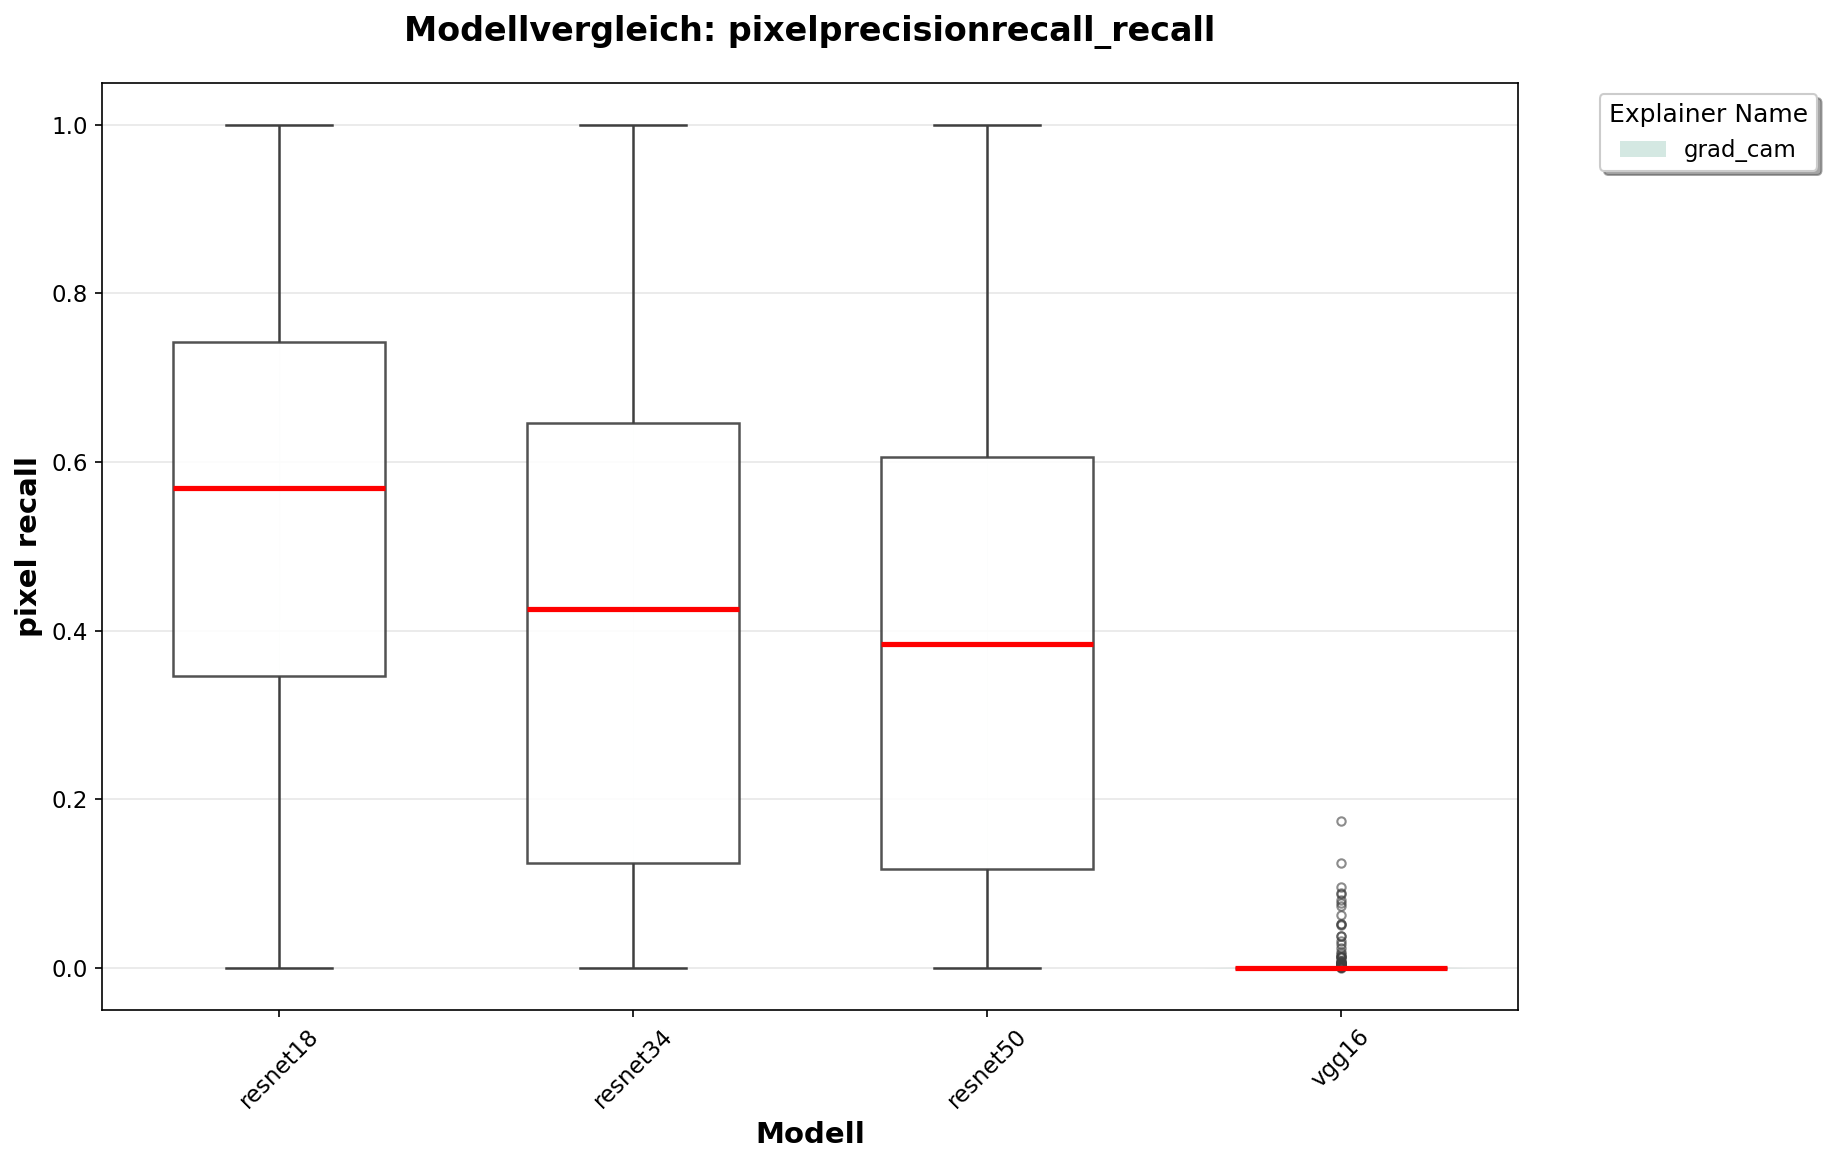 Modellvergleich: pixelprecisionrecall_recall
Explainer Name
grad_cam
pixel recall
1.0
0.8
0.6
0.4
0.2
0.0
resnet18
resnet34
resnet50
vgg16
Modell